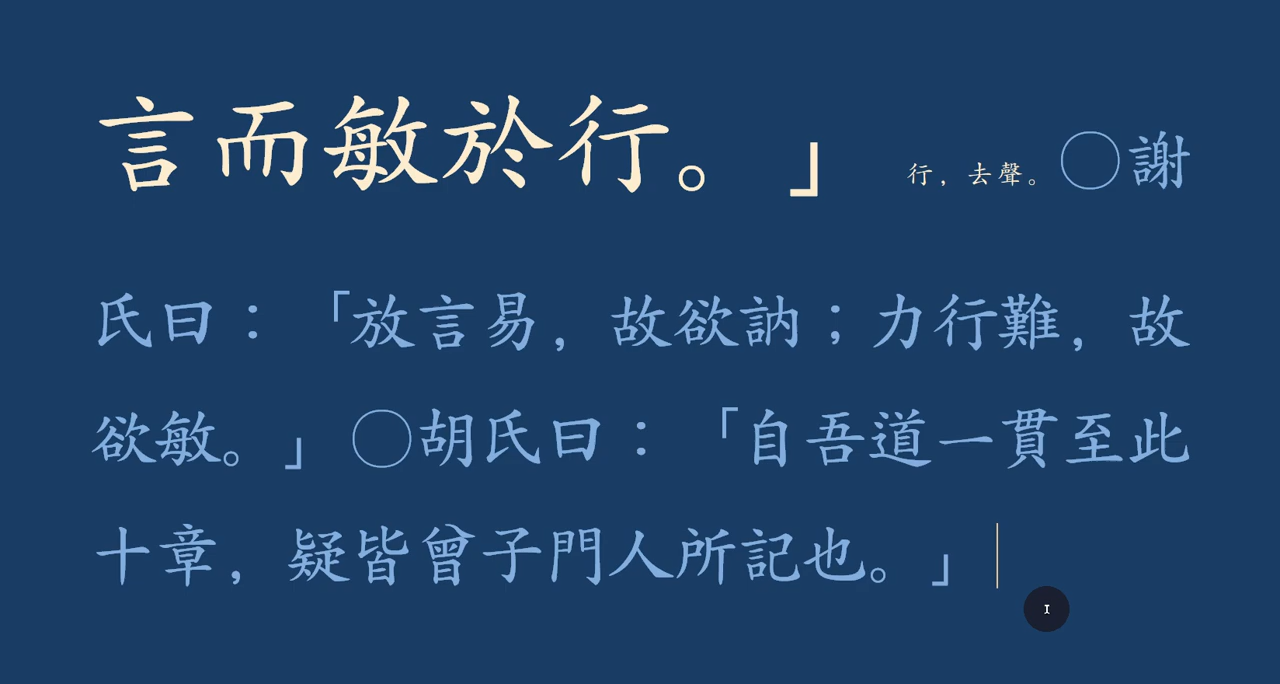 言而敏於行。」 行，去聲。◯謝
氏曰：「放言易，故欲訥；力行難，故
欲敏。」◯胡氏曰：「自吾道一貫至此
十章，疑皆曾子門人所記也。」